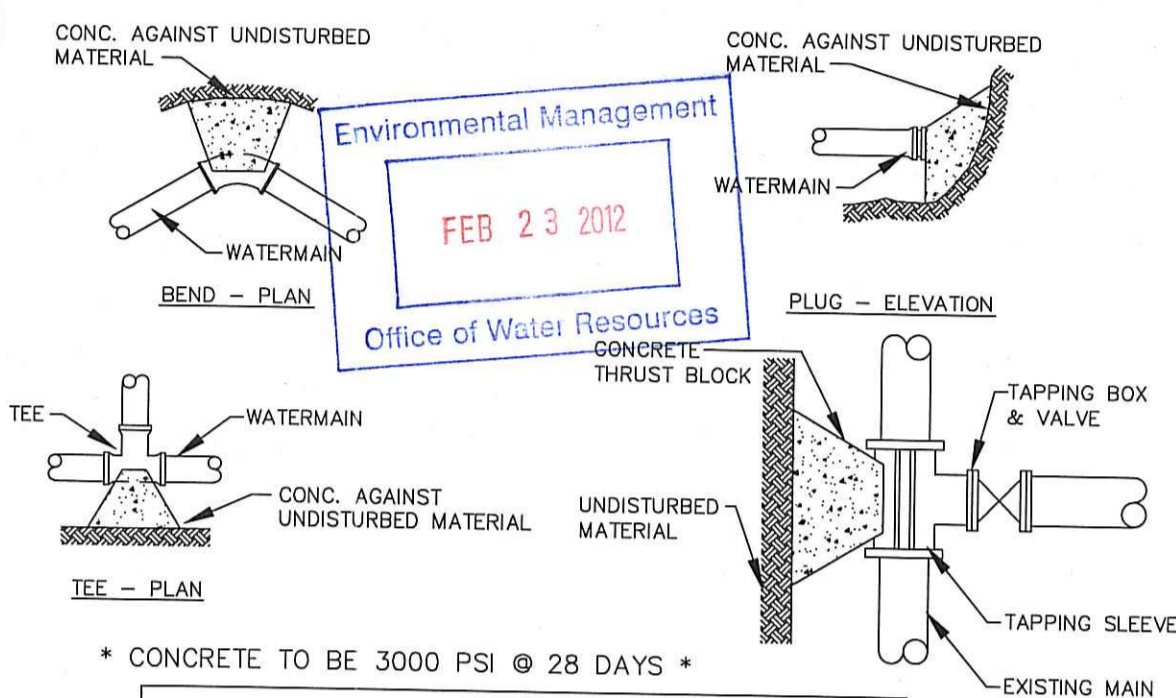 CONC. AGAINST UNDISTURBED
MATERIAL
WATERMAIN
BEND - PLAN
Environmental Management
FEB 23 2012
Office of Water Resources
CONC. AGAINST UNDISTURBED
MATERIAL
WATERMAIN
PLUG - ELEVATION
TEE
WATERMAIN
CONC. AGAINST
UNDISTURBED MATERIAL
TEE - PLAN
CONCRETE
THRUST BLOCK
TAPPING BOX
& VALVE
UNDISTURBED
MATERIAL
TAPPING SLEEVE
EXISTING MAIN
* CONCRETE TO BE 3000 PSI @ 28 DAYS *